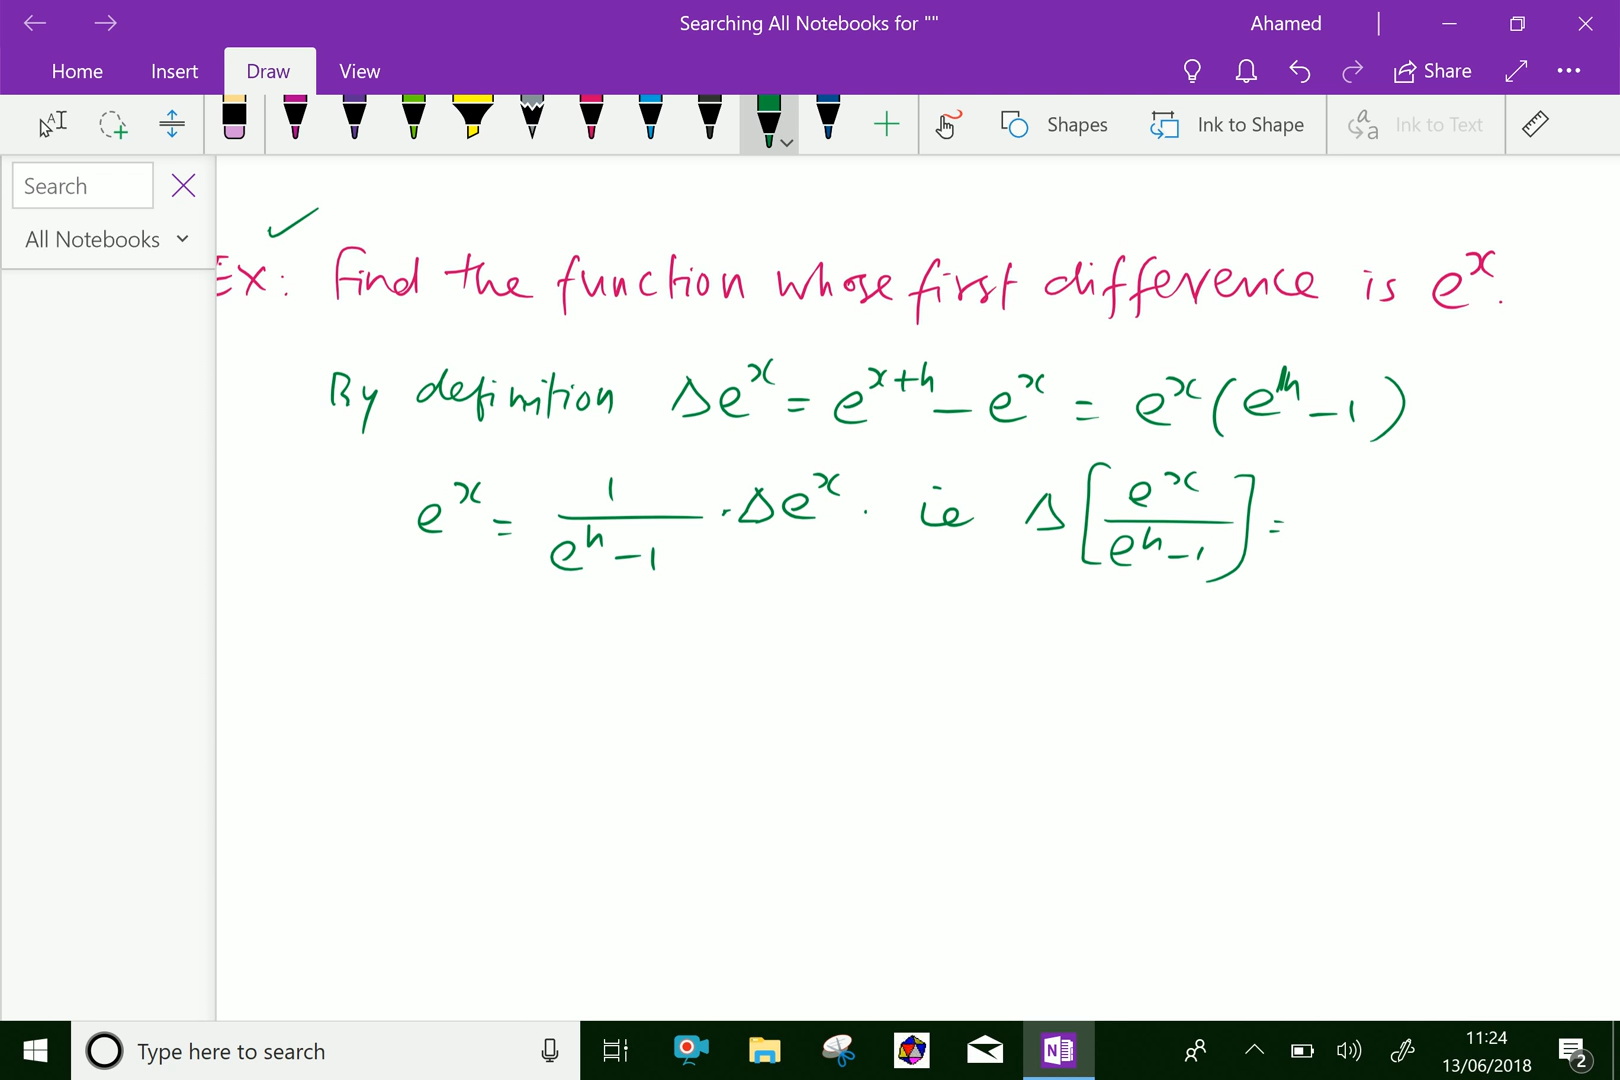 Searching All Notebooks for ""
Ahamed
Home Insert Draw View
Share
Shapes Ink to Shape Ink to Text
Search
All Notebooks
Ex: Find the function whose first difference is e^x.
By definition Δe^x = e^(x+h) - e^x = e^x (e^h - 1)
e^x = 1/(e^h - 1) . Δe^x . ie Δ[e^x/(e^h - 1)] =
Type here to search
11:24
13/06/2018
2